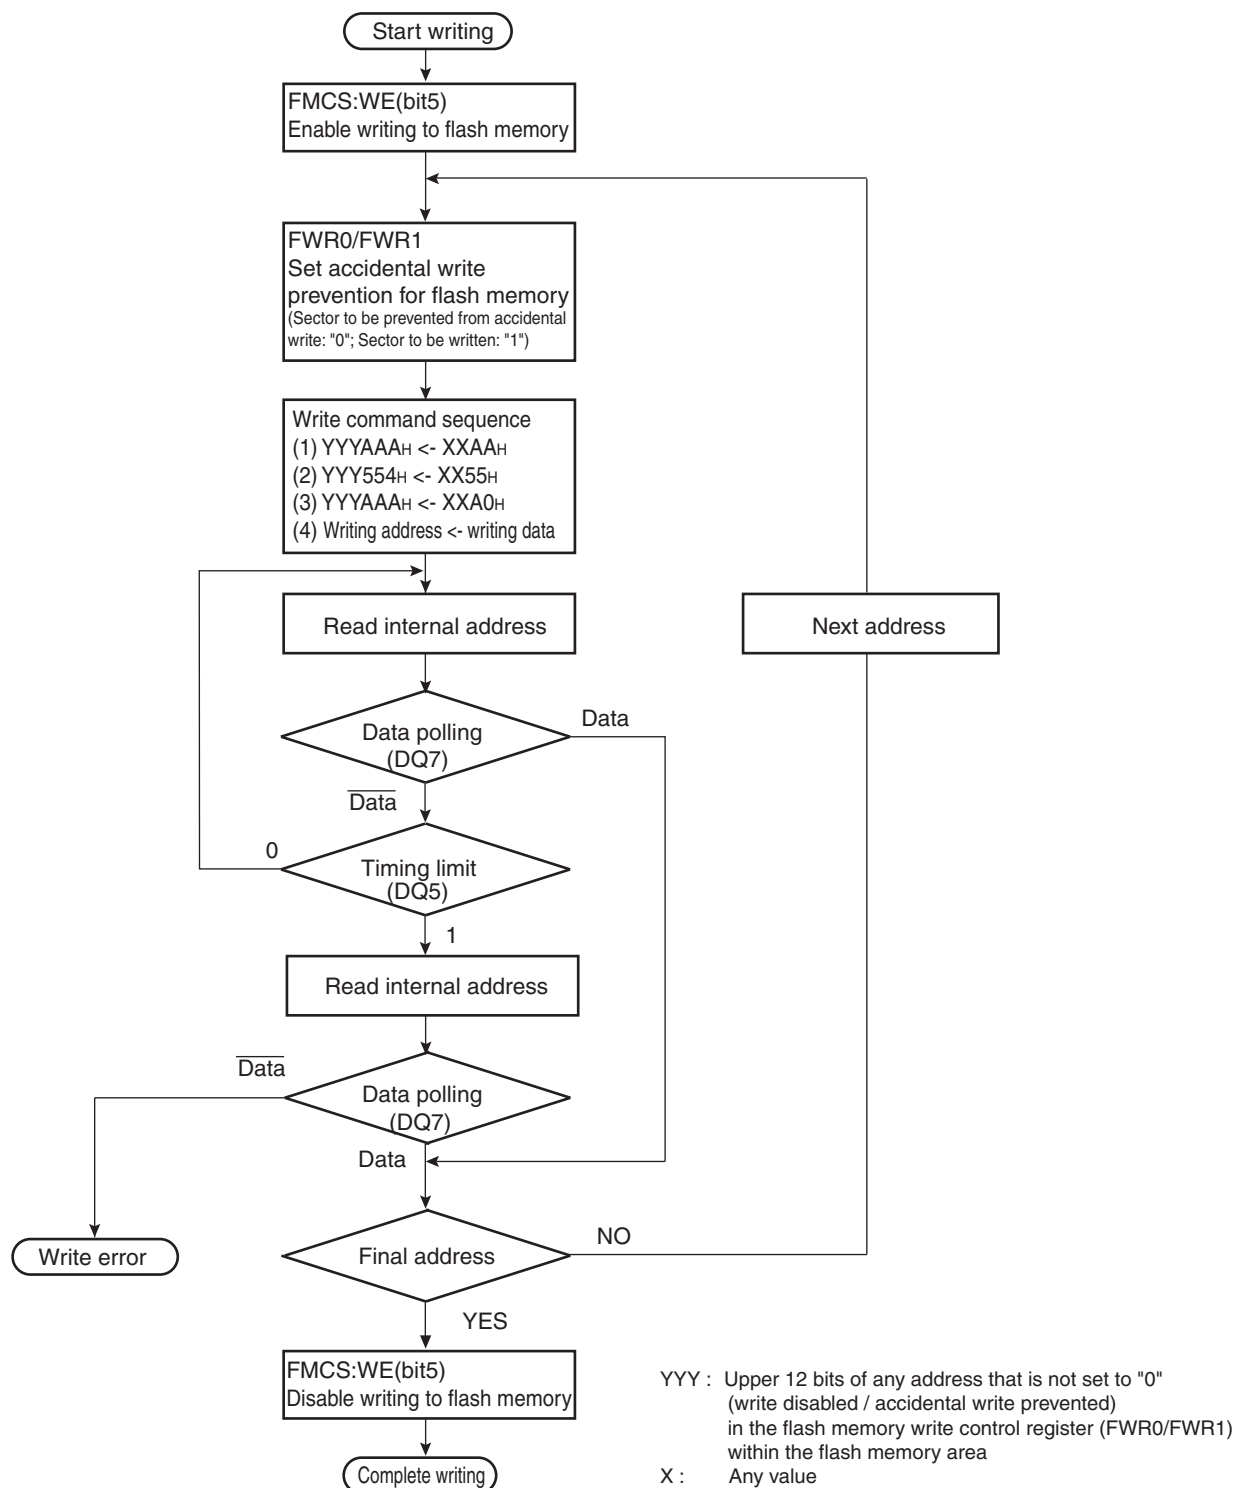 Start writing
FMCS:WE(bit5)
Enable writing to flash memory
FWR0/FWR1
Set accidental write
prevention for flash memory
(Sector to be prevented from accidental
write: "0"; Sector to be written: "1")
Write command sequence
(1) YYYAAAH <- XXAAH
(2) YYY554H <- XX55H
(3) YYYAAAH <- XXA0H
(4) Writing address <- writing data
Read internal address
Next address
Data polling
(DQ7)
Data
D̅a̅t̅a̅
0
Timing limit
(DQ5)
1
Read internal address
D̅a̅t̅a̅
Data polling
(DQ7)
Data
Write error
Final address
NO
YES
FMCS:WE(bit5)
Disable writing to flash memory
Complete writing
YYY : Upper 12 bits of any address that is not set to "0"
(write disabled / accidental write prevented)
in the flash memory write control register (FWR0/FWR1)
within the flash memory area
X : Any value